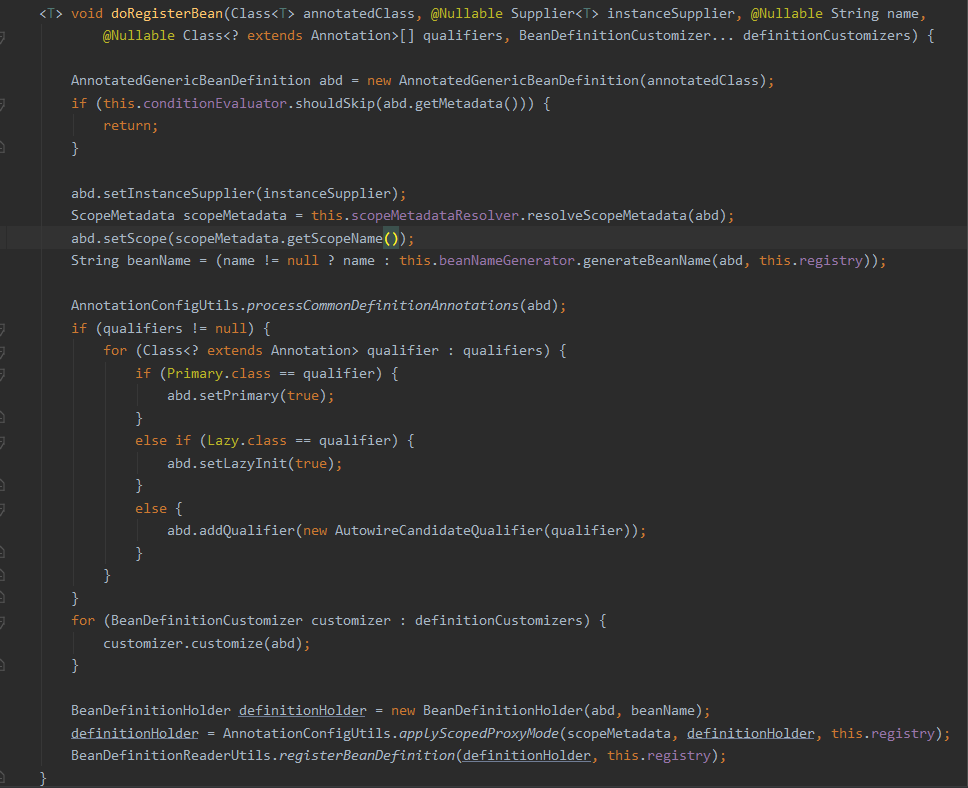 <T> void doRegisterBean(Class<T> annotatedClass, @Nullable Supplier<T> instanceSupplier, @Nullable String name,
        @Nullable Class<? extends Annotation>[] qualifiers, BeanDefinitionCustomizer... definitionCustomizers) {

    AnnotatedGenericBeanDefinition abd = new AnnotatedGenericBeanDefinition(annotatedClass);
    if (this.conditionEvaluator.shouldSkip(abd.getMetadata())) {
        return;
    }

    abd.setInstanceSupplier(instanceSupplier);
    ScopeMetadata scopeMetadata = this.scopeMetadataResolver.resolveScopeMetadata(abd);
    abd.setScope(scopeMetadata.getScopeName());
    String beanName = (name != null ? name : this.beanNameGenerator.generateBeanName(abd, this.registry));

    AnnotationConfigUtils.processCommonDefinitionAnnotations(abd);
    if (qualifiers != null) {
        for (Class<? extends Annotation> qualifier : qualifiers) {
            if (Primary.class == qualifier) {
                abd.setPrimary(true);
            }
            else if (Lazy.class == qualifier) {
                abd.setLazyInit(true);
            }
            else {
                abd.addQualifier(new AutowireCandidateQualifier(qualifier));
            }
        }
    }
    for (BeanDefinitionCustomizer customizer : definitionCustomizers) {
        customizer.customize(abd);
    }

    BeanDefinitionHolder definitionHolder = new BeanDefinitionHolder(abd, beanName);
    definitionHolder = AnnotationConfigUtils.applyScopedProxyMode(scopeMetadata, definitionHolder, this.registry);
    BeanDefinitionReaderUtils.registerBeanDefinition(definitionHolder, this.registry);
}